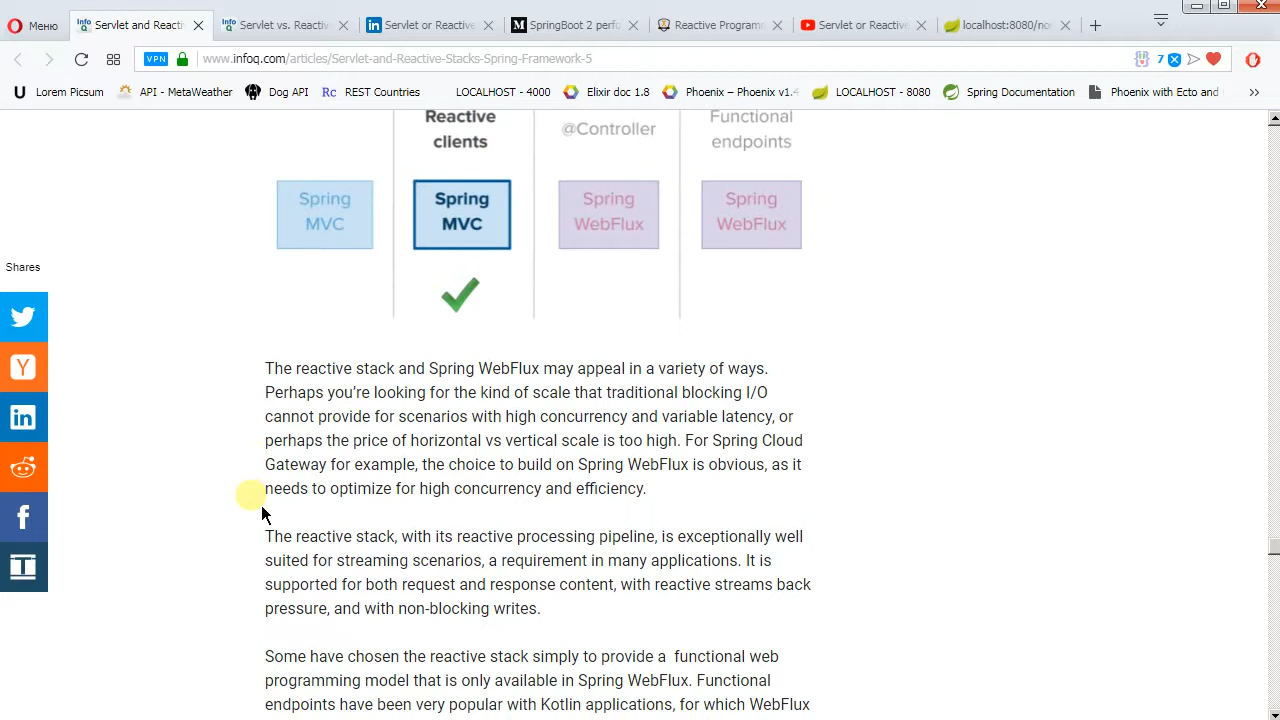 Меню
Servlet and Reacti
Servlet vs. Reactiv
Servlet or Reactive
SpringBoot 2 perfo
Reactive Programm
Servlet or Reactive
localhost:8080/no
VPN
www.infoq.com/articles/Servlet-and-Reactive-Stacks-Spring-Framework-5
7
Lorem Picsum
API - MetaWeather
Dog API
REST Countries
LOCALHOST - 4000
Elixir doc 1.8
Phoenix – Phoenix v1.4
LOCALHOST - 8080
Spring Documentation
Phoenix with Ecto and
Reactive
clients
@Controller
Functional
endpoints
Spring
MVC
Spring
MVC
Spring
WebFlux
Spring
WebFlux
Shares
The reactive stack and Spring WebFlux may appeal in a variety of ways.
Perhaps you’re looking for the kind of scale that traditional blocking I/O
cannot provide for scenarios with high concurrency and variable latency, or
perhaps the price of horizontal vs vertical scale is too high. For Spring Cloud
Gateway for example, the choice to build on Spring WebFlux is obvious, as it
needs to optimize for high concurrency and efficiency.
The reactive stack, with its reactive processing pipeline, is exceptionally well
suited for streaming scenarios, a requirement in many applications. It is
supported for both request and response content, with reactive streams back
pressure, and with non-blocking writes.
Some have chosen the reactive stack simply to provide a functional web
programming model that is only available in Spring WebFlux. Functional
endpoints have been very popular with Kotlin applications, for which WebFlux